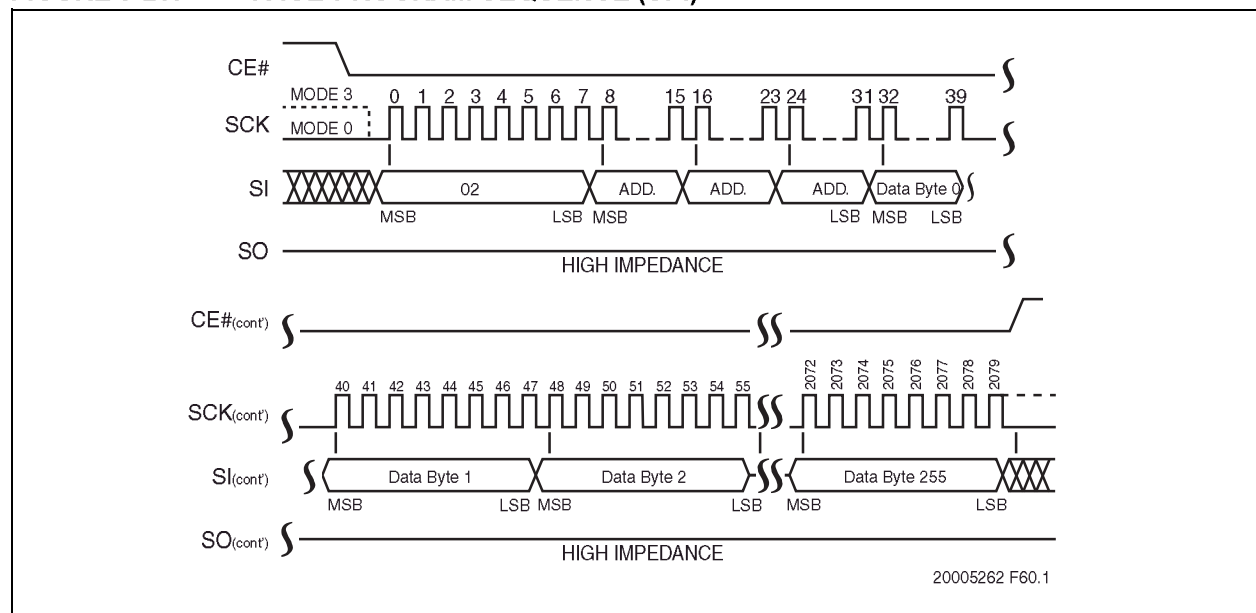 CE#
MODE 3
SCK
MODE 0
0 1 2 3 4 5 6 7 8 15 16 23 24 31 32 39
SI
02 ADD. ADD. ADD. Data Byte 0
MSB LSB MSB LSB MSB LSB
SO
HIGH IMPEDANCE
CE#(cont')
40 41 42 43 44 45 46 47 48 49 50 51 52 53 54 55 2072 2073 2074 2075 2076 2077 2078 2079
SCK(cont')
SI(cont')
Data Byte 1 Data Byte 2 Data Byte 255
MSB LSB MSB LSB MSB LSB
SO(cont')
HIGH IMPEDANCE
20005262 F60.1